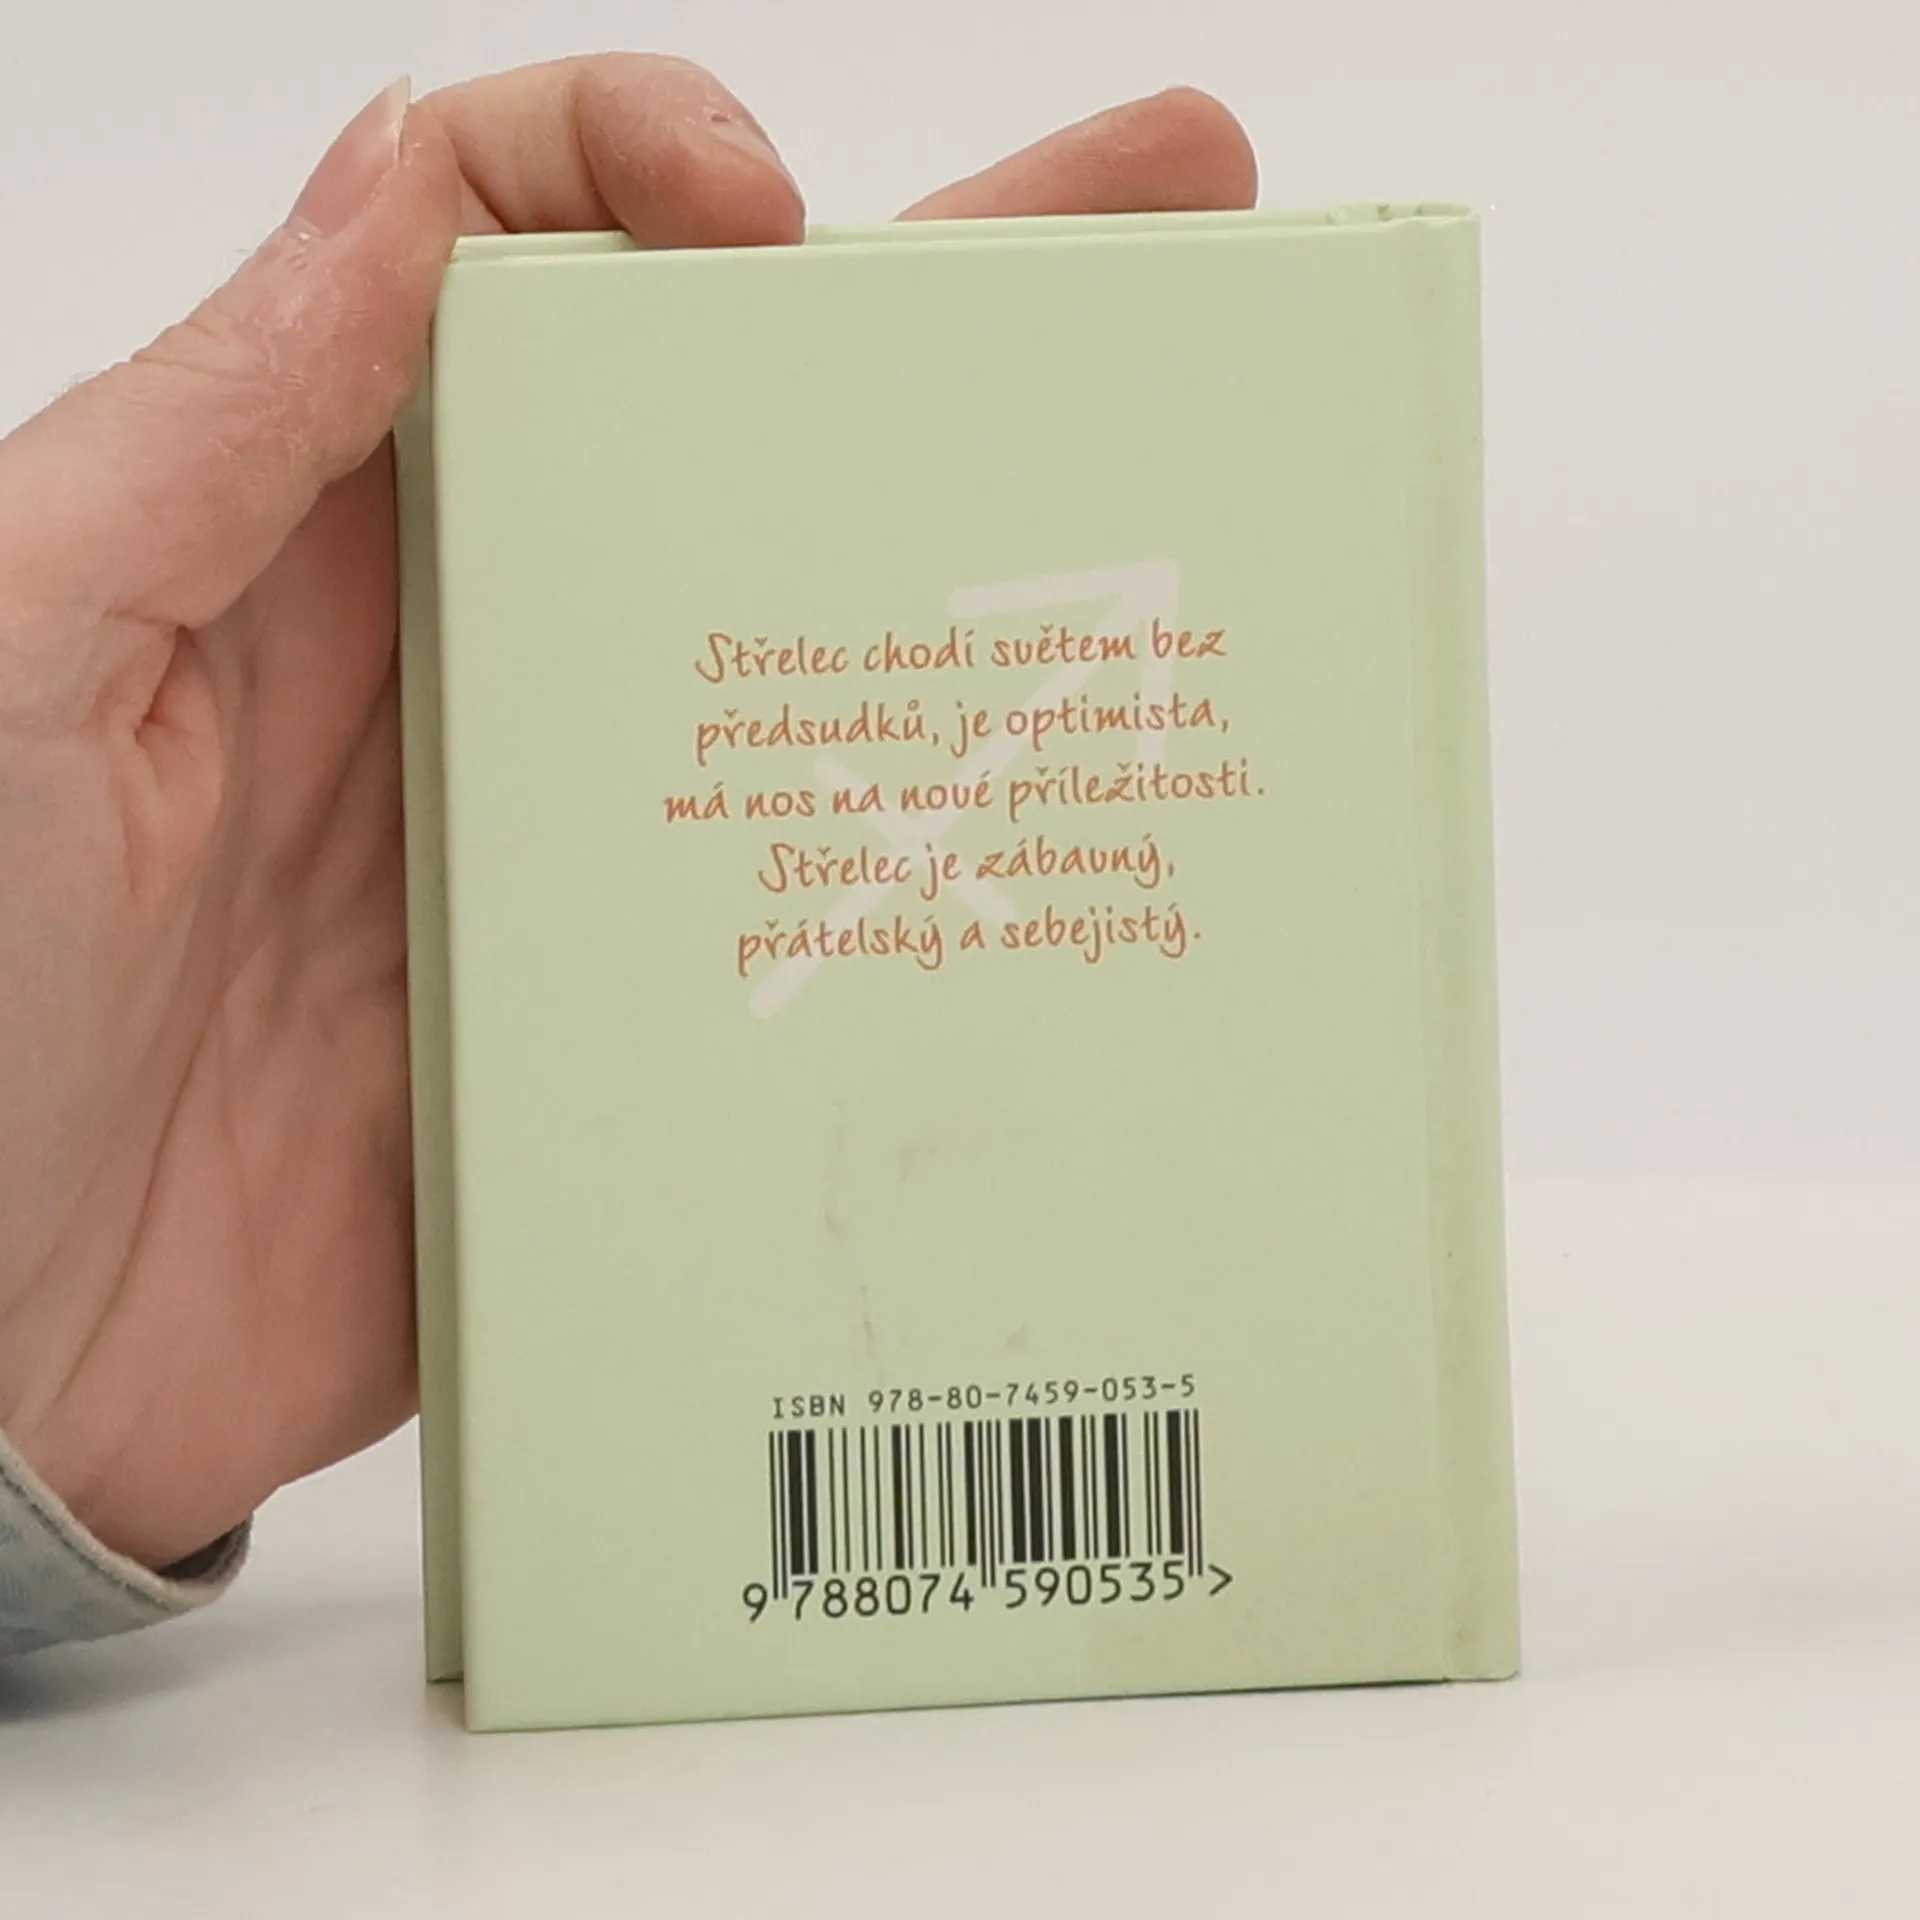 Střelec chodí světem bez
předsudků, je optimista,
má nos na nové příležitosti.
Střelec je zábavný,
přátelský a sebejistý.
ISBN 978-80-7459-053-5
9 788074 590535 >